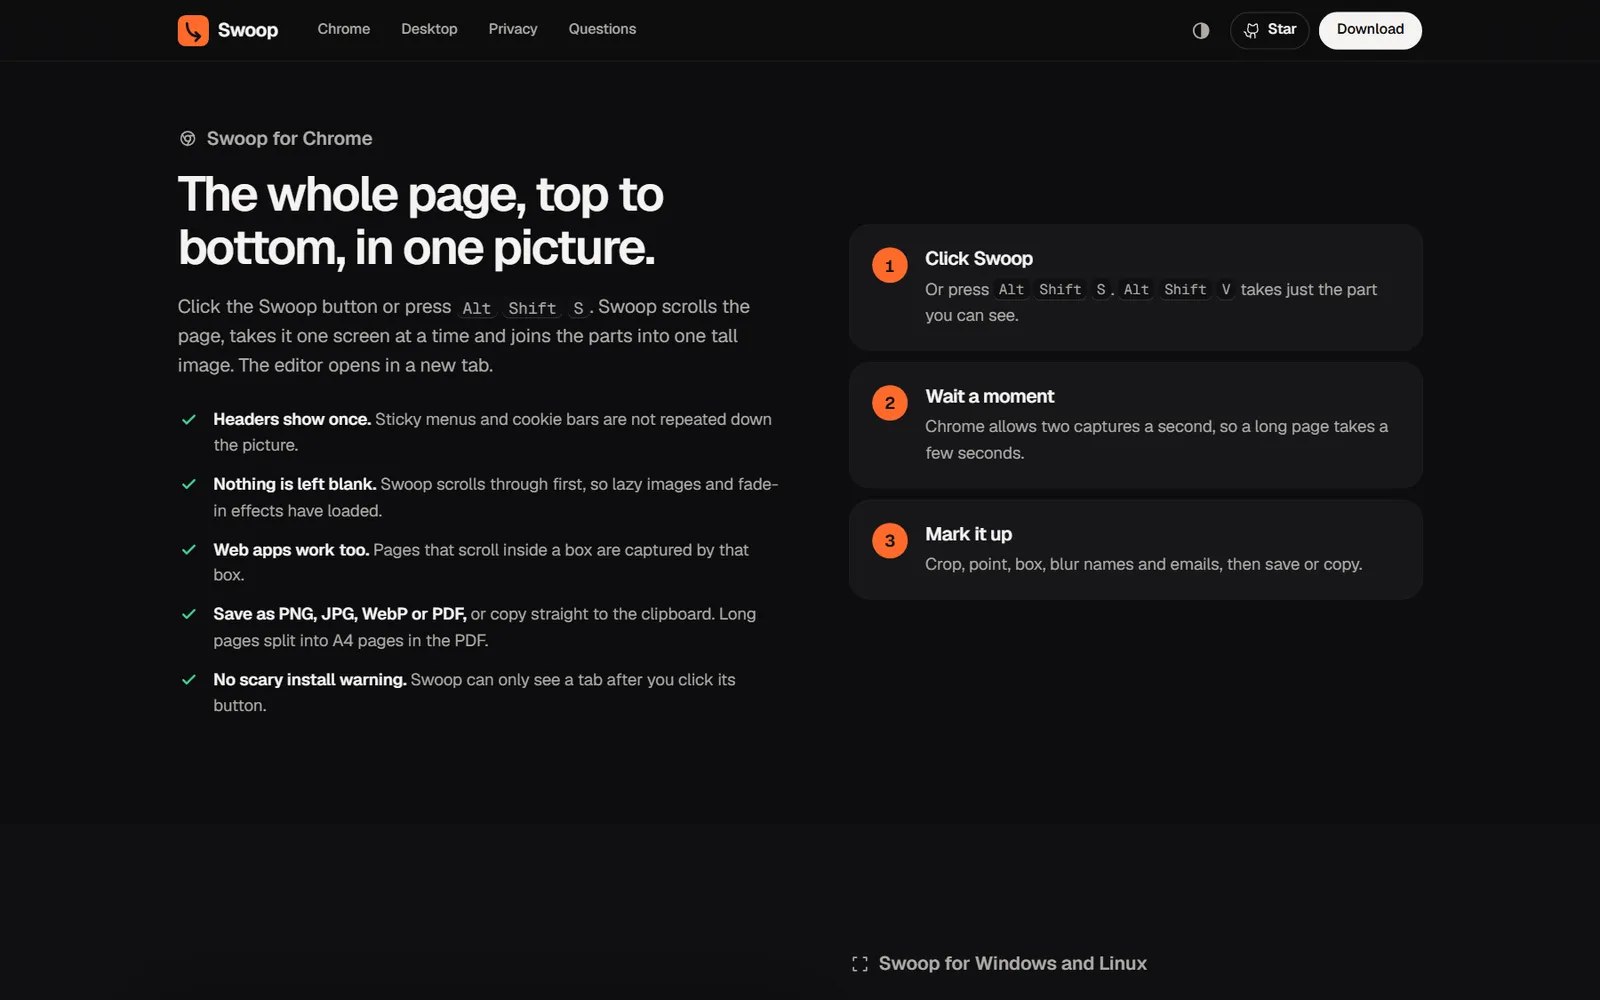 Swoop
Chrome
Desktop
Privacy
Questions
Star
Download
Swoop for Chrome
The whole page, top to
bottom, in one picture.
Click the Swoop button or press Alt Shift S. Swoop scrolls the
page, takes it one screen at a time and joins the parts into one tall
image. The editor opens in a new tab.
Headers show once. Sticky menus and cookie bars are not repeated down
the picture.
Nothing is left blank. Swoop scrolls through first, so lazy images and fade-
in effects have loaded.
Web apps work too. Pages that scroll inside a box are captured by that
box.
Save as PNG, JPG, WebP or PDF, or copy straight to the clipboard. Long
pages split into A4 pages in the PDF.
No scary install warning. Swoop can only see a tab after you click its
button.
1
Click Swoop
Or press Alt Shift S. Alt Shift V takes just the part
you can see.
2
Wait a moment
Chrome allows two captures a second, so a long page takes a
few seconds.
3
Mark it up
Crop, point, box, blur names and emails, then save or copy.
Swoop for Windows and Linux